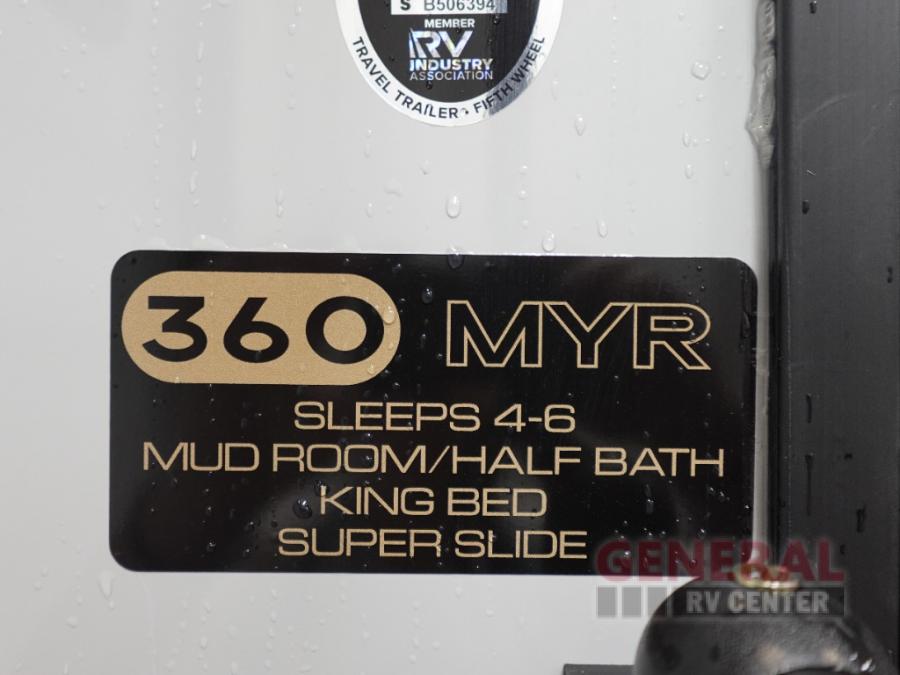 S B506394
MEMBER
RV
INDUSTRY
ASSOCIATION
TRAVEL TRAILER • FIFTH WHEEL
360 MYR
SLEEPS 4-6
MUD ROOM/HALF BATH
KING BED
SUPER SLIDE
GENERAL
RV CENTER